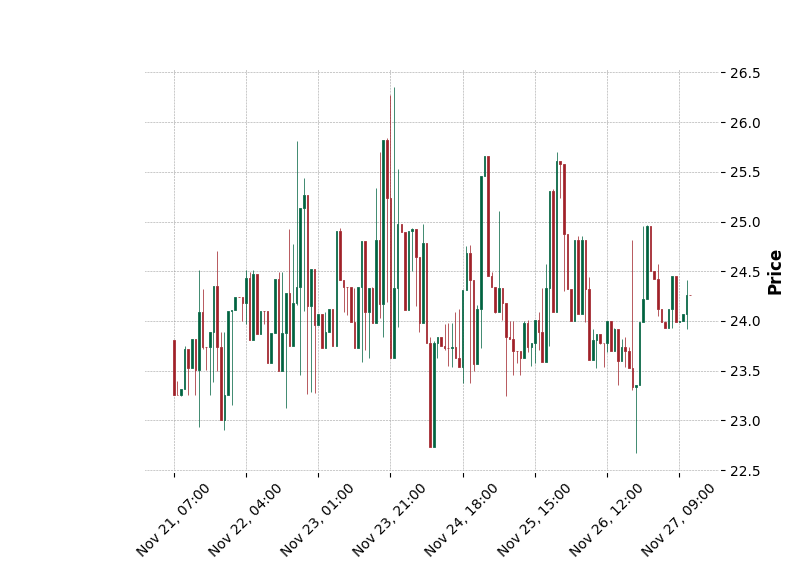 26.5
26.0
25.5
25.0
24.5
24.0
23.5
23.0
22.5
Price
Nov 21, 07:00
Nov 22, 04:00
Nov 23, 01:00
Nov 23, 21:00
Nov 24, 18:00
Nov 25, 15:00
Nov 26, 12:00
Nov 27, 09:00